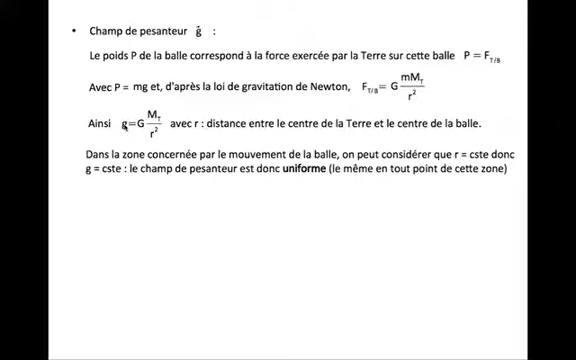 • Champ de pesanteur g⃗ :
Le poids P de la balle correspond à la force exercée par la Terre sur cette balle P = F_{T/B}
Avec P = mg et, d'après la loi de gravitation de Newton, F_{T/B} = G mM_T / r²
Ainsi g=G M_T / r² avec r : distance entre le centre de la Terre et le centre de la balle.
Dans la zone concernée par le mouvement de la balle, on peut considérer que r = cste donc
g = cste : le champ de pesanteur est donc uniforme (le même en tout point de cette zone)